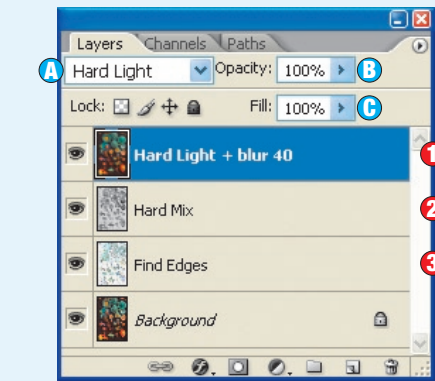 Layers Channels Paths
A Hard Light Opacity: 100% B
Lock: Fill: 100% C
Hard Light + blur 40 1
Hard Mix 2
Find Edges 3
Background